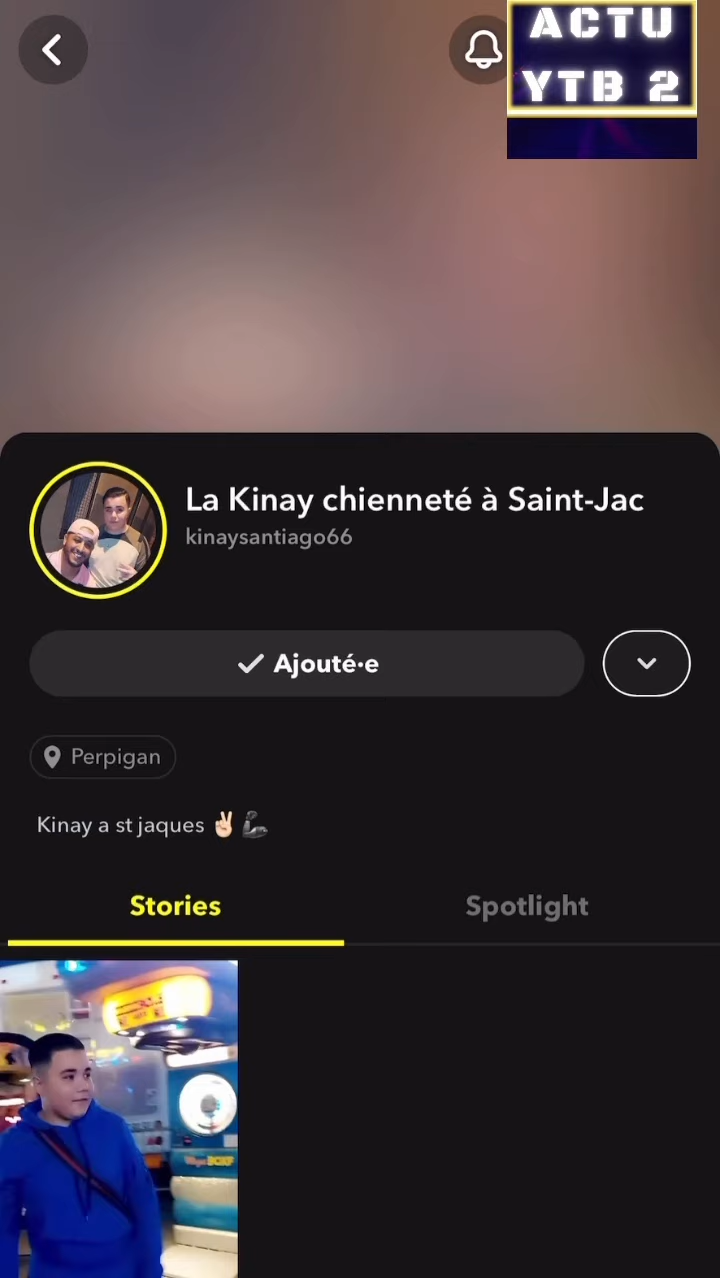 ACTU
YTB 2
La Kinay chienneté à Saint-Jac
kinaysantiago66
Ajouté·e
Perpigan
Kinay a st jaques ✌🏻💪🏿
Stories
Spotlight